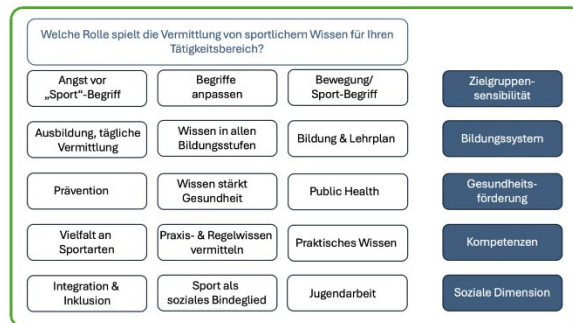 Welche Rolle spielt die Vermittlung von sportlichem Wissen für Ihren
Tätigkeitsbereich?
Angst vor
„Sport“-Begriff
Begriffe
anpassen
Bewegung/
Sport-Begriff
Zielgruppen-
sensibilität
Ausbildung, tägliche
Vermittlung
Wissen in allen
Bildungsstufen
Bildung & Lehrplan
Bildungssystem
Prävention
Wissen stärkt
Gesundheit
Public Health
Gesundheits-
förderung
Vielfalt an
Sportarten
Praxis- & Regelwissen
vermitteln
Praktisches Wissen
Kompetenzen
Integration &
Inklusion
Sport als
soziales Bindeglied
Jugendarbeit
Soziale Dimension